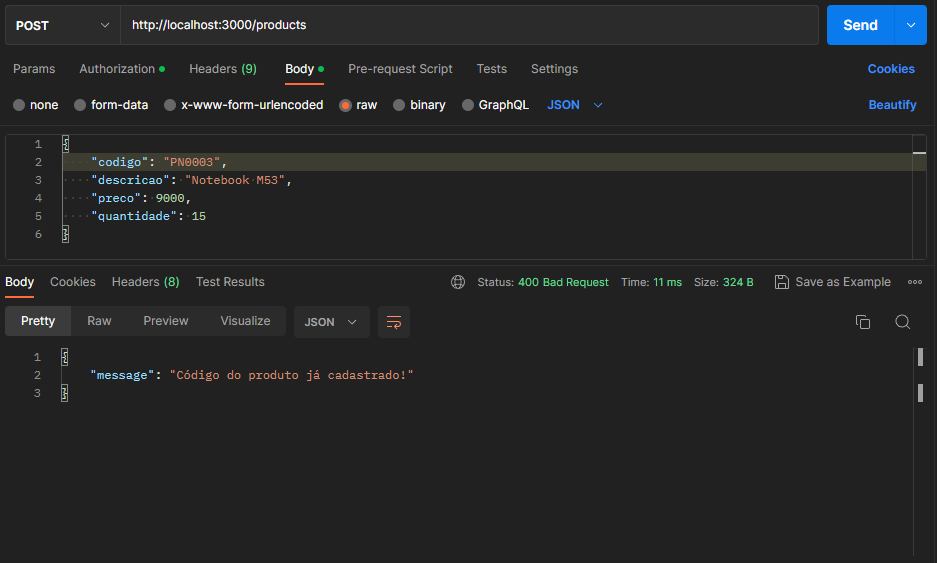 POST http://localhost:3000/products Send
Params Authorization Headers (9) Body Pre-request Script Tests Settings Cookies
none form-data x-www-form-urlencoded raw binary GraphQL JSON Beautify
1 {
2 "codigo": "PN0003",
3 "descricao": "Notebook M53",
4 "preco": 9000,
5 "quantidade": 15
6 }
Body Cookies Headers (8) Test Results Status: 400 Bad Request Time: 11 ms Size: 324 B Save as Example
Pretty Raw Preview Visualize JSON
1 {
2 "message": "Código do produto já cadastrado!"
3 }